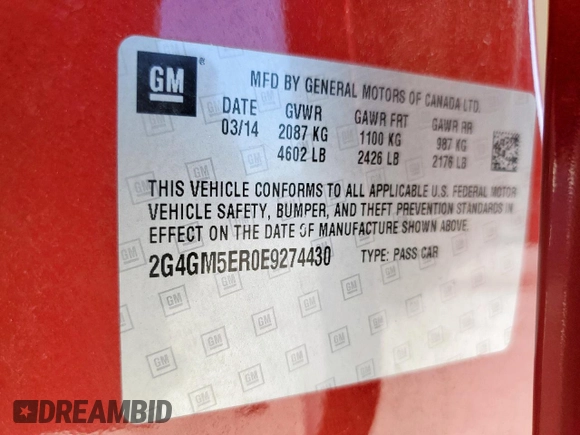 GM
MFD BY GENERAL MOTORS OF CANADA LTD.
DATE GVWR GAWR FRT GAWR RR
03/14 2087 KG 1100 KG 987 KG
4602 LB 2426 LB 2176 LB
THIS VEHICLE CONFORMS TO ALL APPLICABLE U.S. FEDERAL MOTOR
VEHICLE SAFETY, BUMPER, AND THEFT PREVENTION STANDARDS IN
EFFECT ON THE DATE OF MANUFACTURE SHOWN ABOVE.
2G4GM5ER0E9274430 TYPE: PASS CAR
DREAMBID